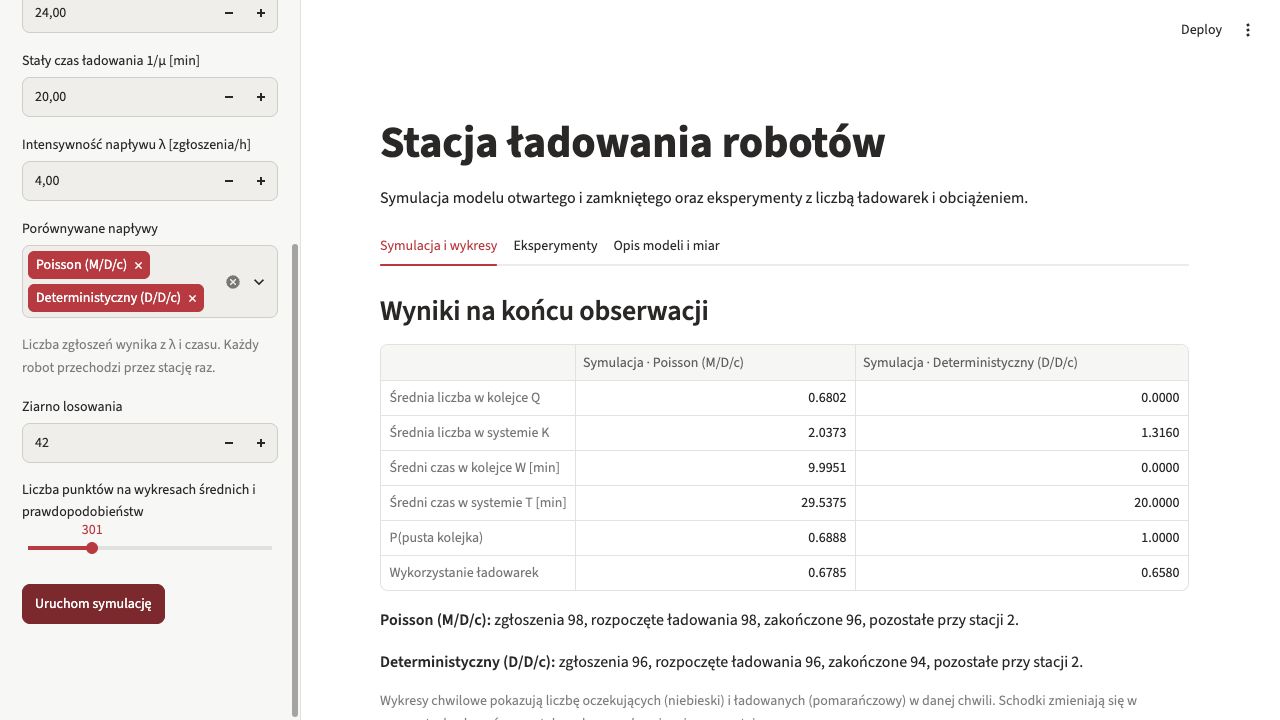 24,00
Stały czas ładowania 1/μ [min]
20,00
Intensywność napływu λ [zgłoszenia/h]
4,00
Porównywane napływy
Poisson (M/D/c)
Deterministyczny (D/D/c)
Liczba zgłoszeń wynika z λ i czasu. Każdy
robot przechodzi przez stację raz.
Ziarno losowania
42
Liczba punktów na wykresach średnich i
prawdopodobieństw
301
Uruchom symulację
Deploy
Stacja ładowania robotów
Symulacja modelu otwartego i zamkniętego oraz eksperymenty z liczbą ładowarek i obciążeniem.
Symulacja i wykresy Eksperymenty Opis modeli i miar
Wyniki na końcu obserwacji
Symulacja · Poisson (M/D/c) Symulacja · Deterministyczny (D/D/c)
Średnia liczba w kolejce Q 0.6802 0.0000
Średnia liczba w systemie K 2.0373 1.3160
Średni czas w kolejce W [min] 9.9951 0.0000
Średni czas w systemie T [min] 29.5375 20.0000
P(pusta kolejka) 0.6888 1.0000
Wykorzystanie ładowarek 0.6785 0.6580
Poisson (M/D/c): zgłoszenia 98, rozpoczęte ładowania 98, zakończone 96, pozostałe przy stacji 2.
Deterministyczny (D/D/c): zgłoszenia 96, rozpoczęte ładowania 96, zakończone 94, pozostałe przy stacji 2.
Wykresy chwilowe pokazują liczbę oczekujących (niebieski) i ładowanych (pomarańczowy) w danej chwili. Schodki zmieniają się w